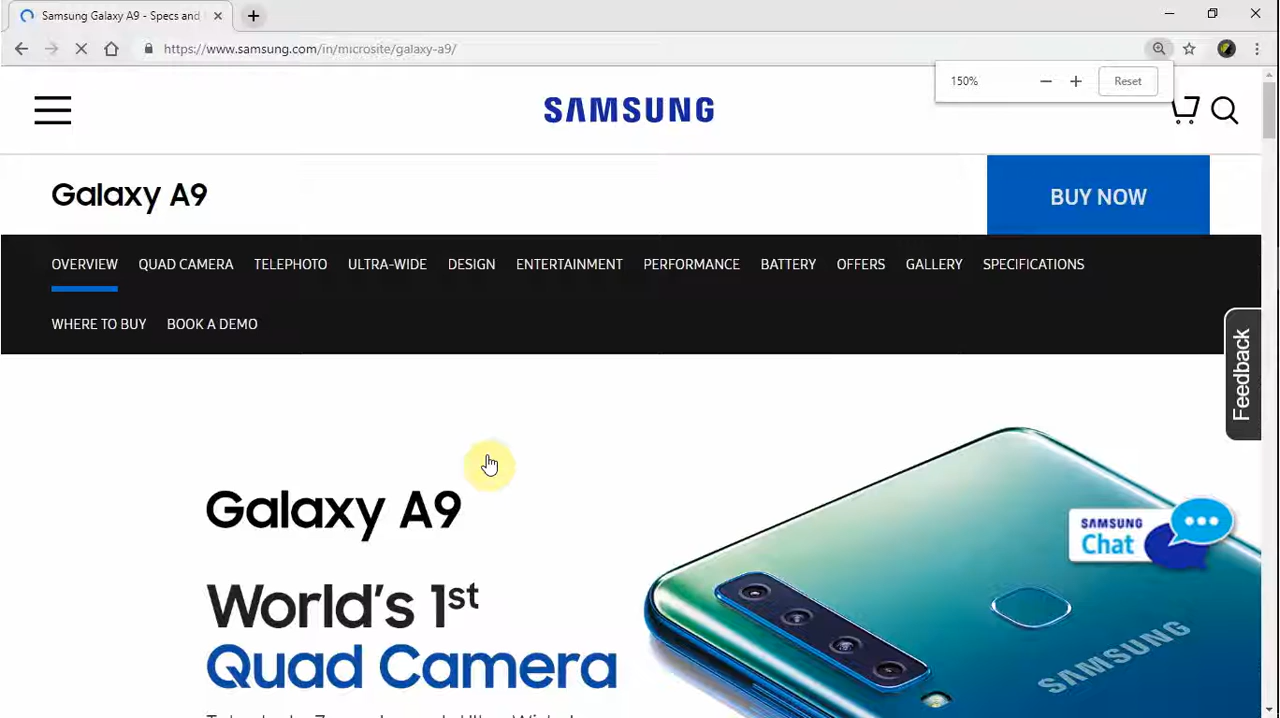 Samsung Galaxy A9 - Specs and
https://www.samsung.com/in/microsite/galaxy-a9/
150%
Reset
SAMSUNG
Galaxy A9
BUY NOW
OVERVIEW QUAD CAMERA TELEPHOTO ULTRA-WIDE DESIGN ENTERTAINMENT PERFORMANCE BATTERY OFFERS GALLERY SPECIFICATIONS
WHERE TO BUY BOOK A DEMO
Feedback
Galaxy A9
SAMSUNG
Chat
World's 1st
Quad Camera
SAMSUNG